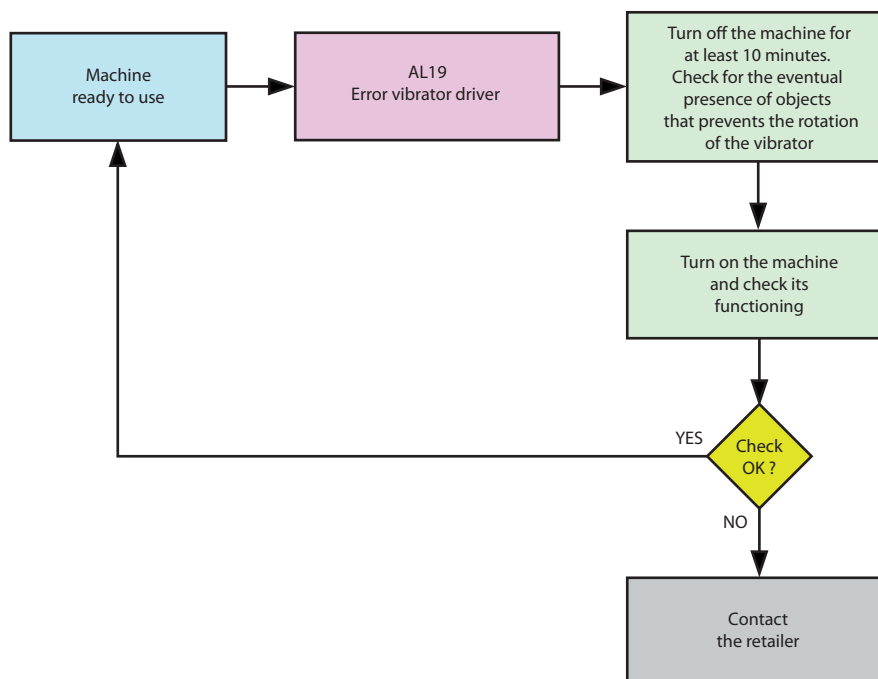 Machine
ready to use
AL19
Error vibrator driver
Turn off the machine for
at least 10 minutes.
Check for the eventual
presence of objects
that prevents the rotation
of the vibrator
Turn on the machine
and check its
functioning
Check
OK ?
YES
NO
Contact
the retailer